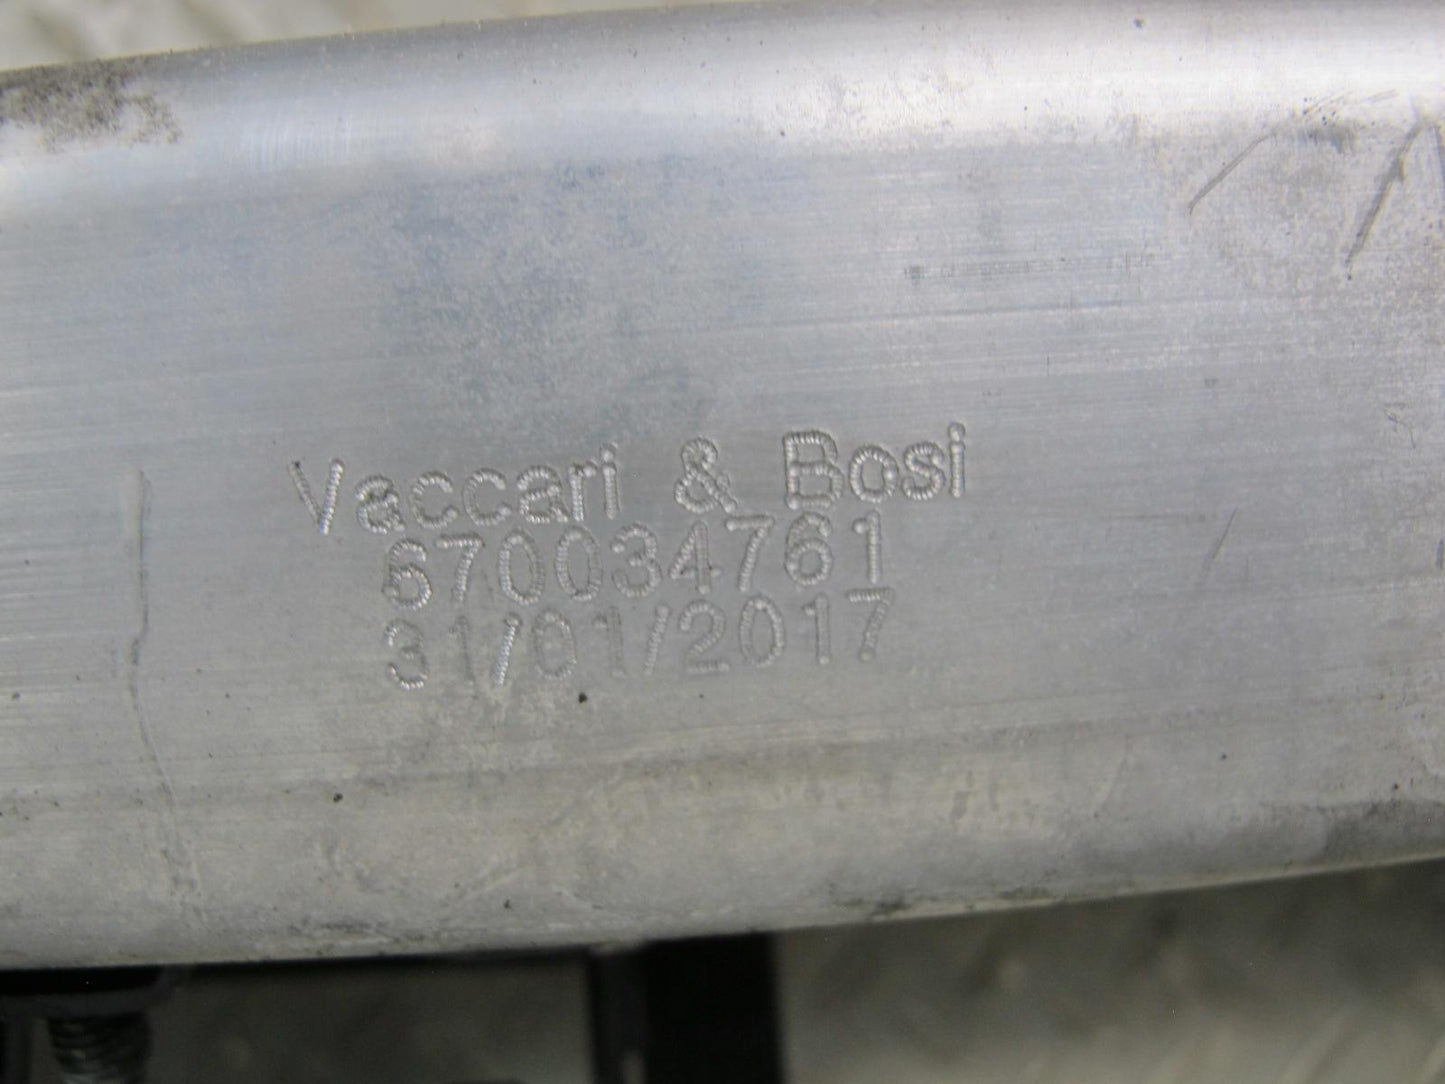 Vaccari & Bosi
670034761
31/01/2017